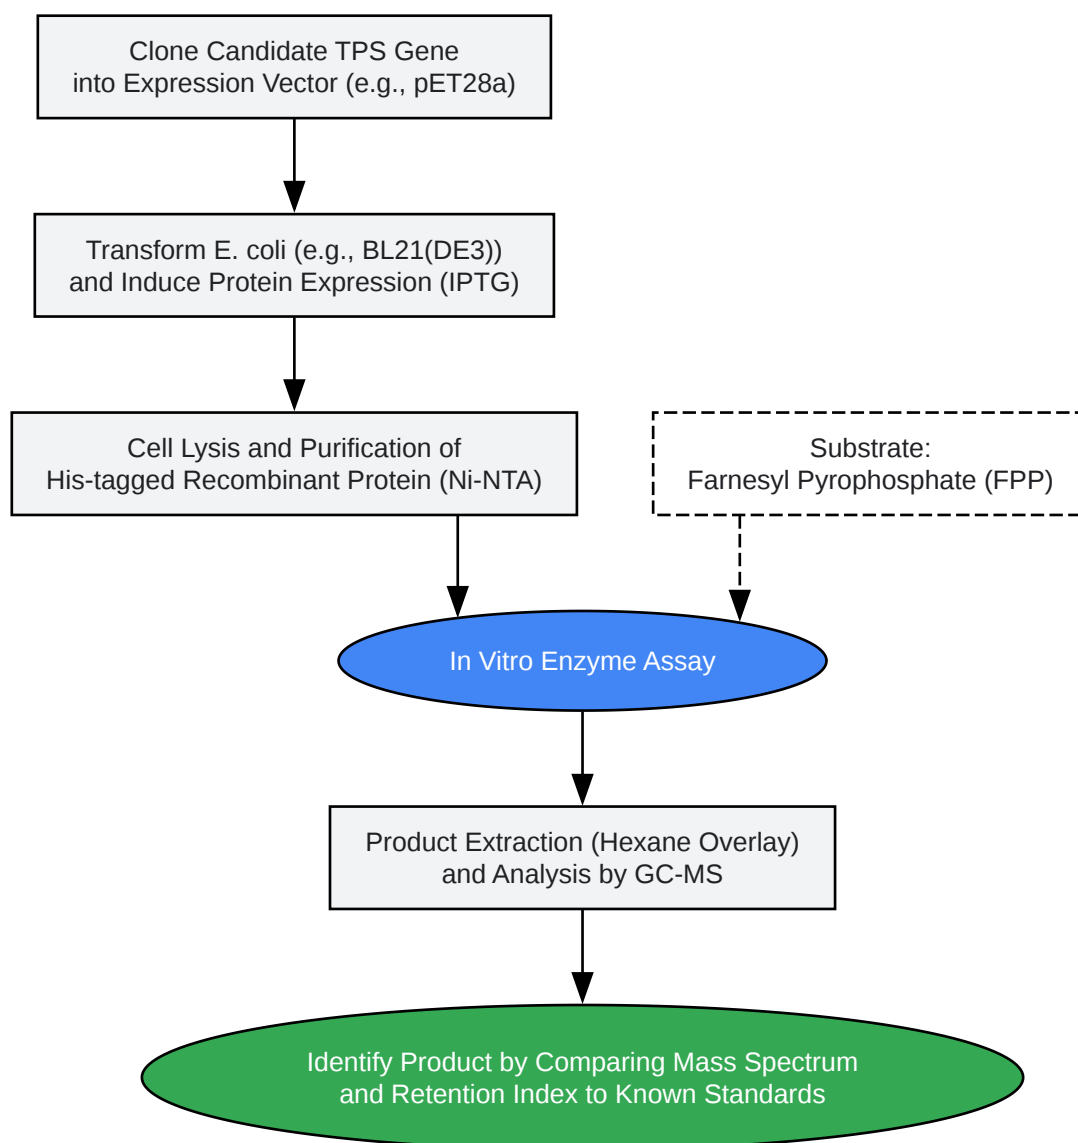 Clone Candidate TPS Gene
into Expression Vector (e.g., pET28a)
Transform E. coli (e.g., BL21(DE3))
and Induce Protein Expression (IPTG)
Cell Lysis and Purification of
His-tagged Recombinant Protein (Ni-NTA)
Substrate:
Farnesyl Pyrophosphate (FPP)
In Vitro Enzyme Assay
Product Extraction (Hexane Overlay)
and Analysis by GC-MS
Identify Product by Comparing Mass Spectrum
and Retention Index to Known Standards